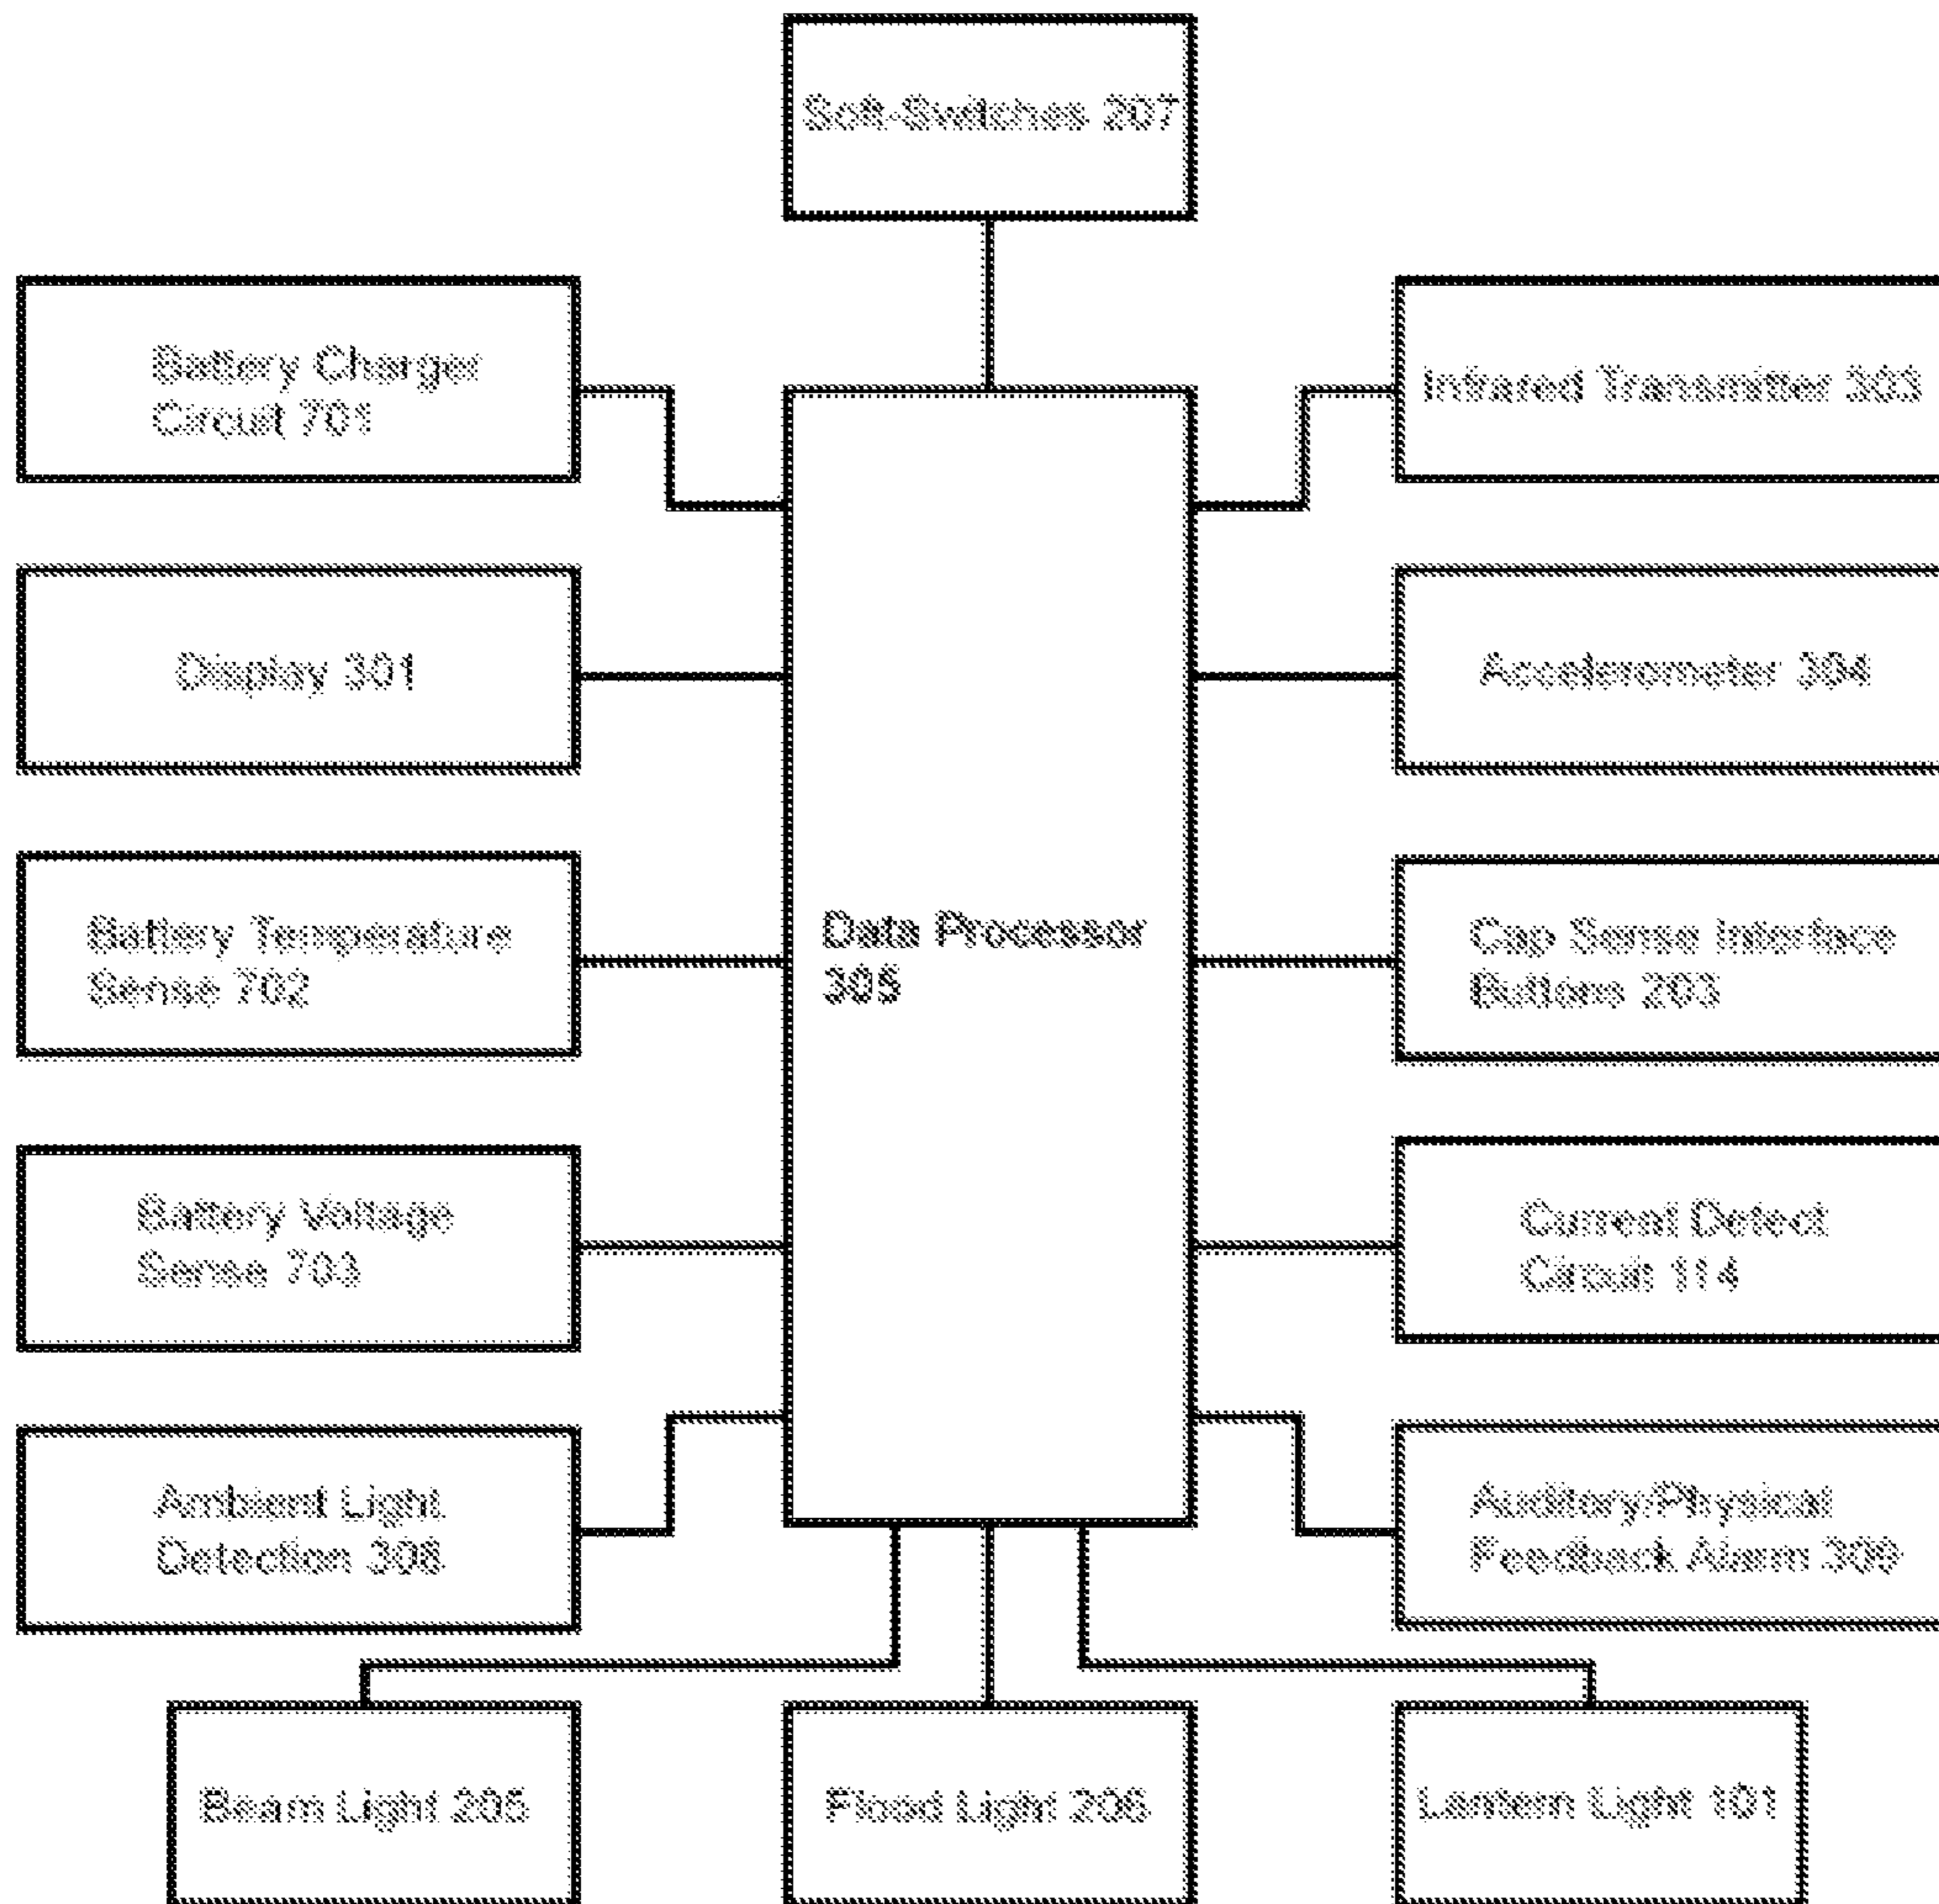 Soft-Switches 207
Battery Charger
Circuit 701
Infrared Transmitter 303
Display 301
Accelerometer 304
Battery Temperature
Sense 702
Data Processor
305
Cap Sense Interface
Buttons 203
Battery Voltage
Sense 703
Current Detect
Circuit 114
Ambient Light
Detection 308
Auditory/Physical
Feedback Alarm 309
Beam Light 205
Flood Light 206
Lantern Light 101